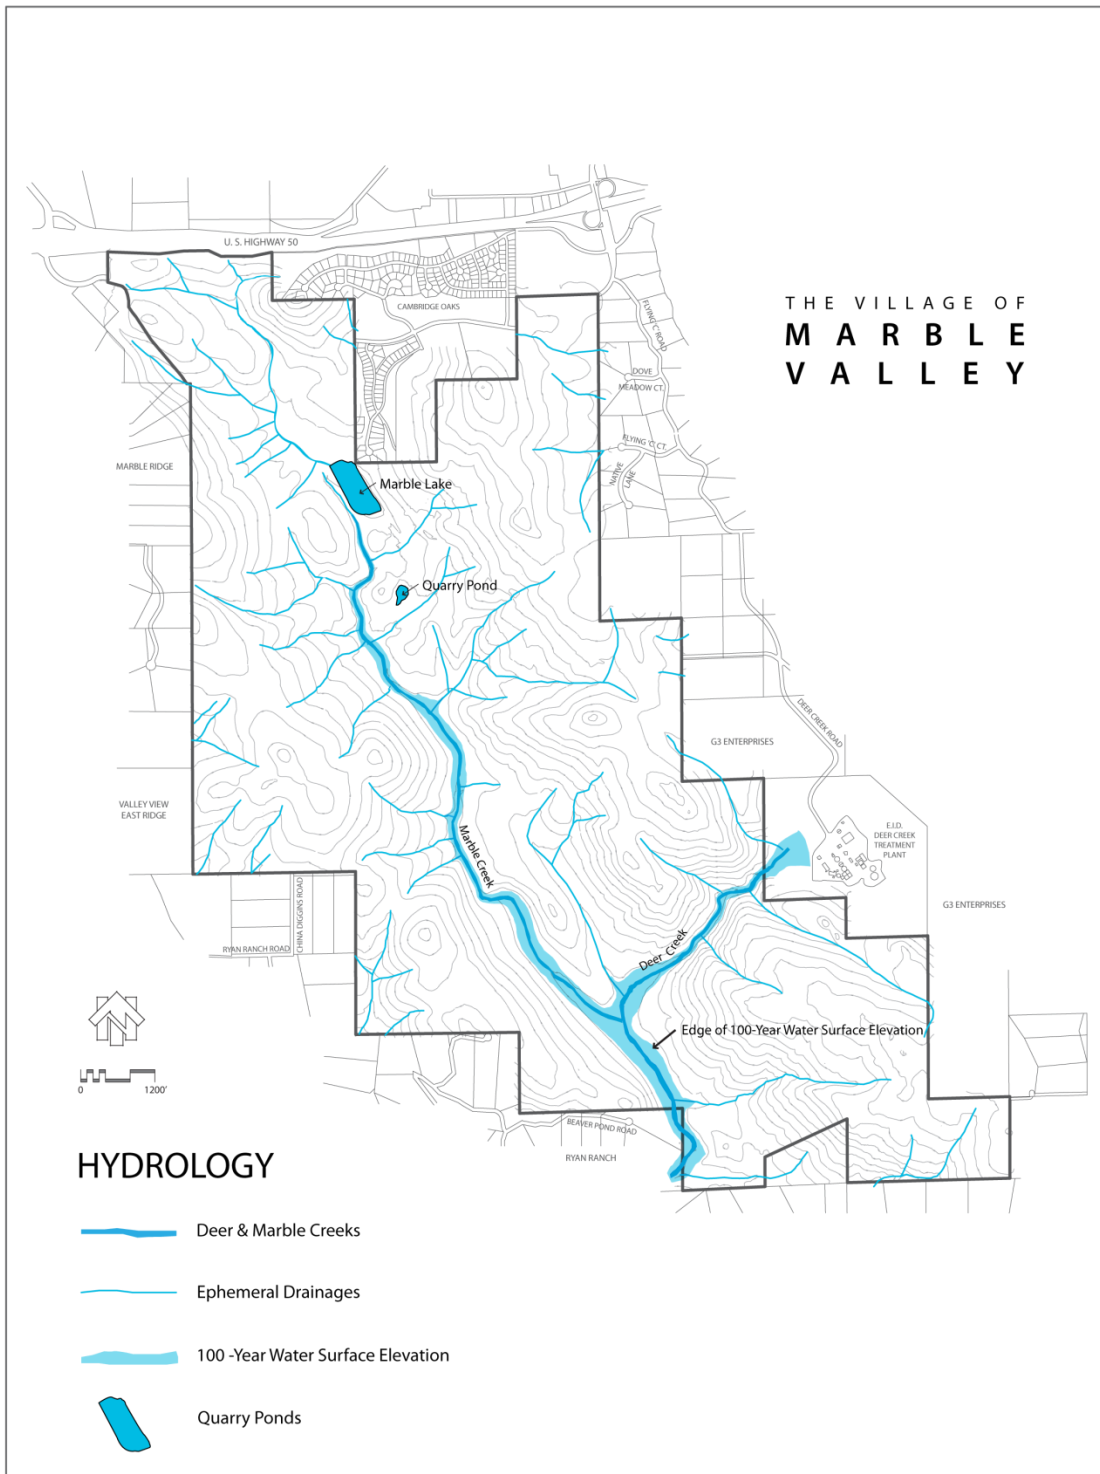 U. S. HIGHWAY 50
THE VILLAGE OF
MARBLE
VALLEY
CAMBRIDGE OAKS
FLYING 'C' ROAD
DOVE
MEADOW CT.
FLYING 'C' CT.
NATIVE
LANE
MARBLE RIDGE
Marble Lake
Quarry Pond
DEER CREEK ROAD
G3 ENTERPRISES
VALLEY VIEW
EAST RIDGE
E.I.D.
DEER CREEK
TREATMENT
PLANT
Marble Creek
G3 ENTERPRISES
CHINA DIGGINS ROAD
RYAN RANCH ROAD
Deer Creek
N
Edge of 100-Year Water Surface Elevation
0 1200'
BEAVER POND ROAD
RYAN RANCH
HYDROLOGY
Deer & Marble Creeks
Ephemeral Drainages
100 -Year Water Surface Elevation
Quarry Ponds